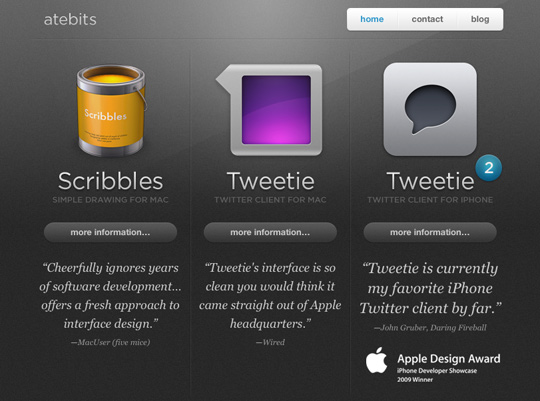 atebits
home
contact
blog
Scribbles
2
Scribbles
SIMPLE DRAWING FOR MAC
more information...
“Cheerfully ignores years
of software development...
offers a fresh approach to
interface design.”
—MacUser (five mice)
Tweetie
TWITTER CLIENT FOR MAC
more information...
“Tweetie's interface is so
clean you would think it
came straight out of Apple
headquarters.”
—Wired
Tweetie
TWITTER CLIENT FOR IPHONE
more information...
“Tweetie is currently
my favorite iPhone
Twitter client by far.”
—John Gruber, Daring Fireball
Apple Design Award
iPhone Developer Showcase
2009 Winner